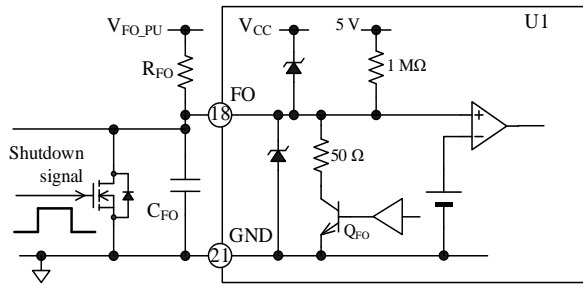 V_FO_PU
V_CC
5 V
U1
R_FO
1 MΩ
FO
18
Shutdown
signal
50 Ω
C_FO
Q_FO
GND
21